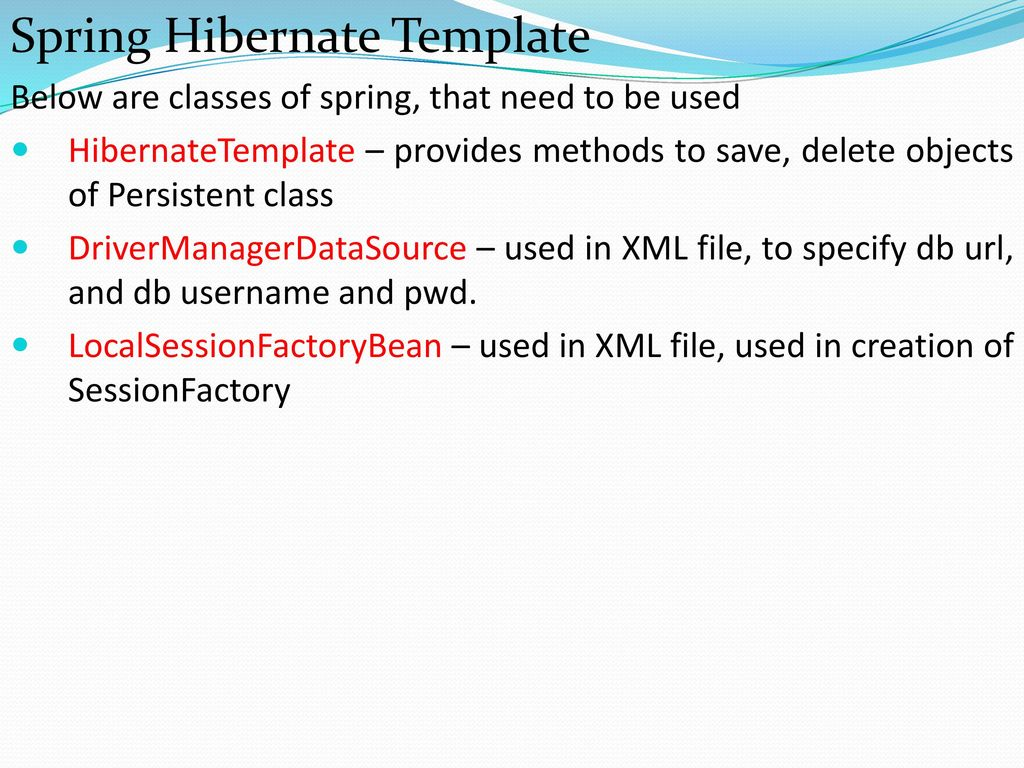 Spring Hibernate Template
Below are classes of spring, that need to be used
HibernateTemplate – provides methods to save, delete objects
of Persistent class
DriverManagerDataSource – used in XML file, to specify db url,
and db username and pwd.
LocalSessionFactoryBean – used in XML file, used in creation of
SessionFactory